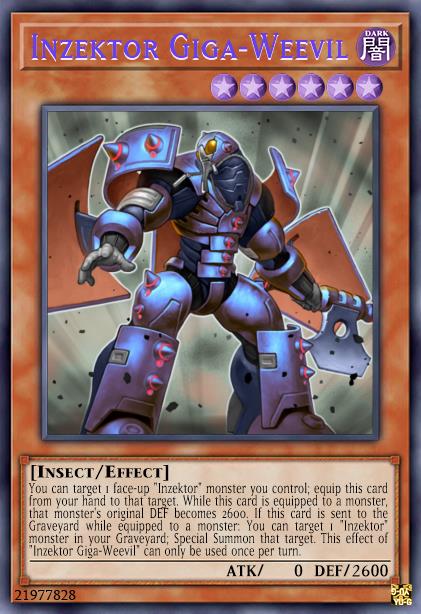 Inzektor Giga-Weevil
DARK
闇
[Insect/Effect]
You can target 1 face-up "Inzektor" monster you control; equip this card
from your hand to that target. While this card is equipped to a monster,
that monster's original DEF becomes 2600. If this card is sent to the
Graveyard while equipped to a monster: You can target 1 "Inzektor"
monster in your Graveyard; Special Summon that target. This effect of
"Inzektor Giga-Weevil" can only be used once per turn.
ATK/ 0 DEF/2600
21977828